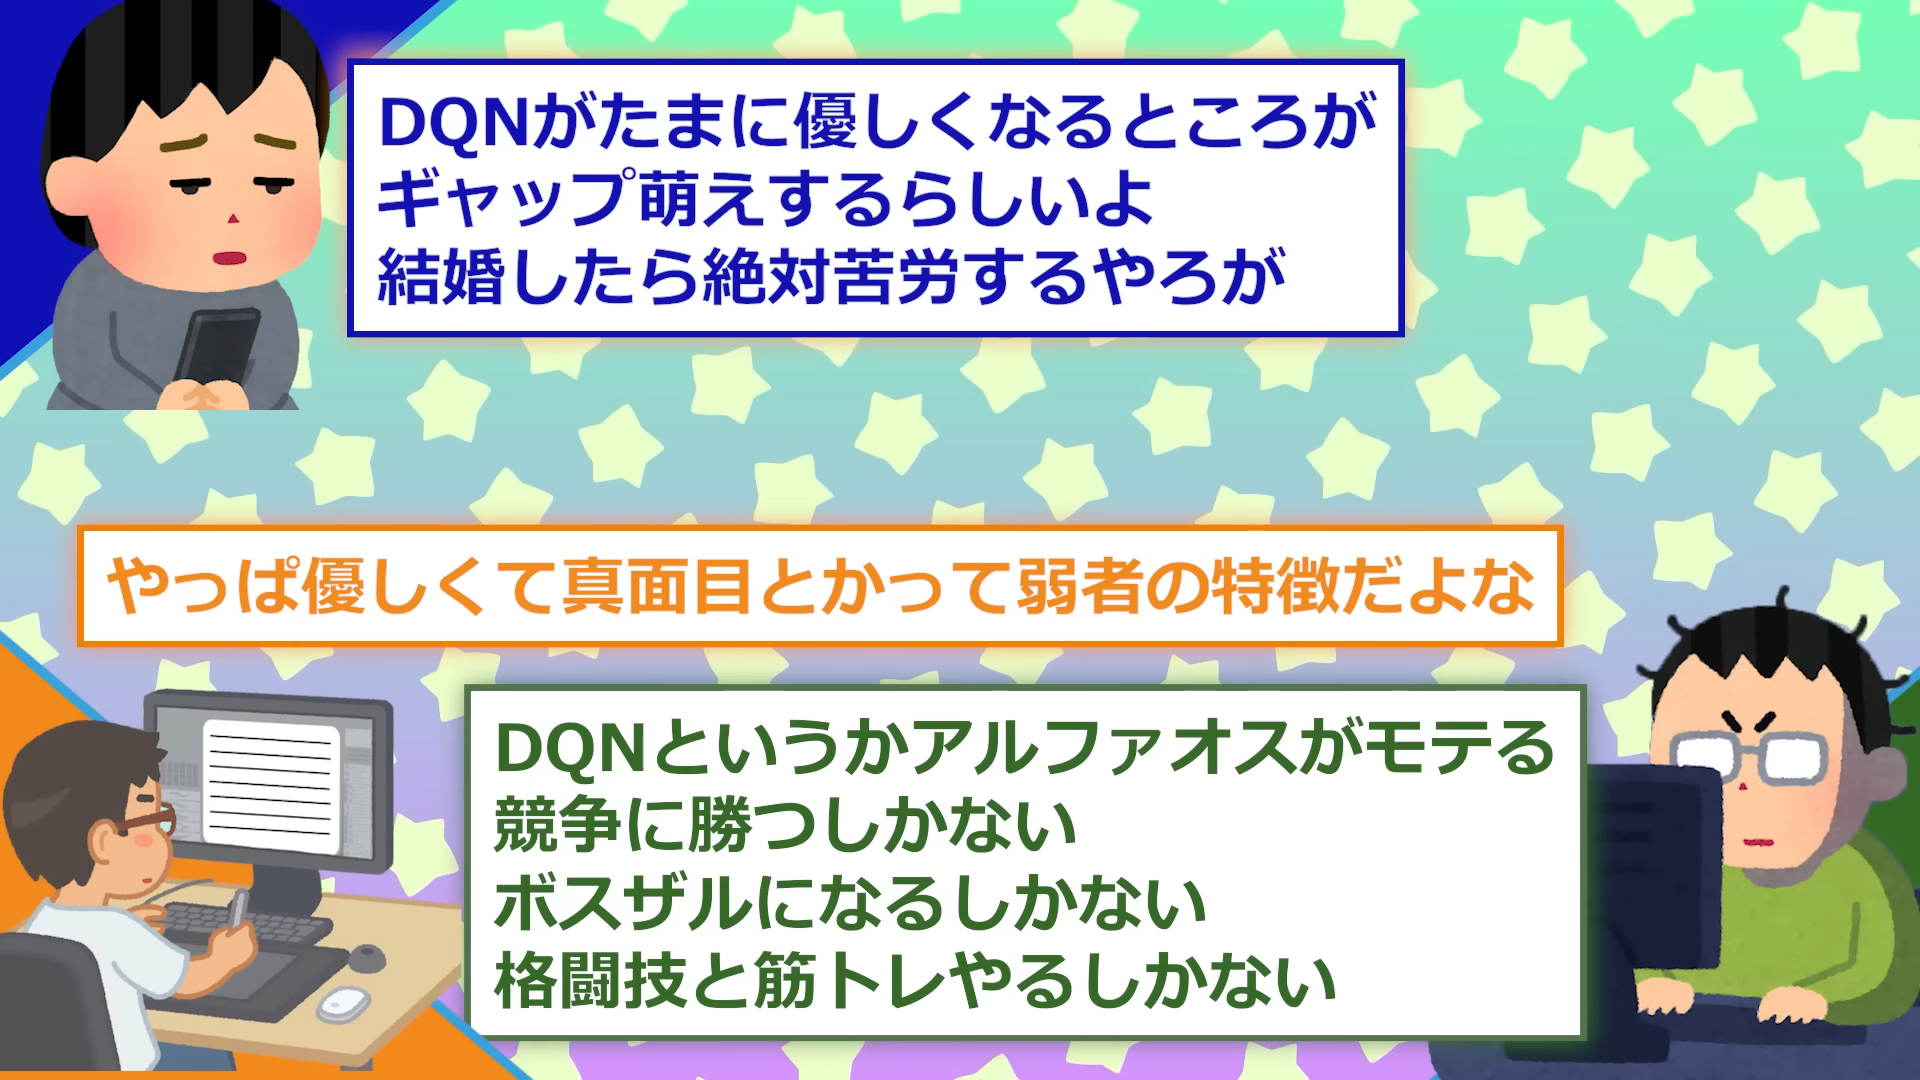 DQNがたまに優しくなるところが
ギャップ萌えするらしいよ
結婚したら絶対苦労するやろが
やっぱ優しくて真面目とかって弱者の特徴だよな
DQNというかアルファオスがモテる
競争に勝つしかない
ボスザルになるしかない
格闘技と筋トレやるしかない